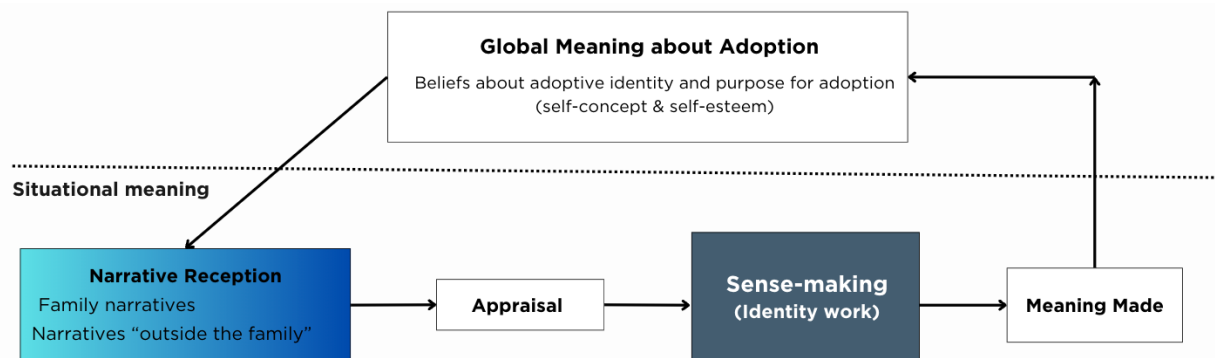 Global Meaning about Adoption
Beliefs about adoptive identity and purpose for adoption
(self-concept & self-esteem)
Situational meaning
Narrative Reception
Family narratives
Narratives “outside the family”
Appraisal
Sense-making
(Identity work)
Meaning Made